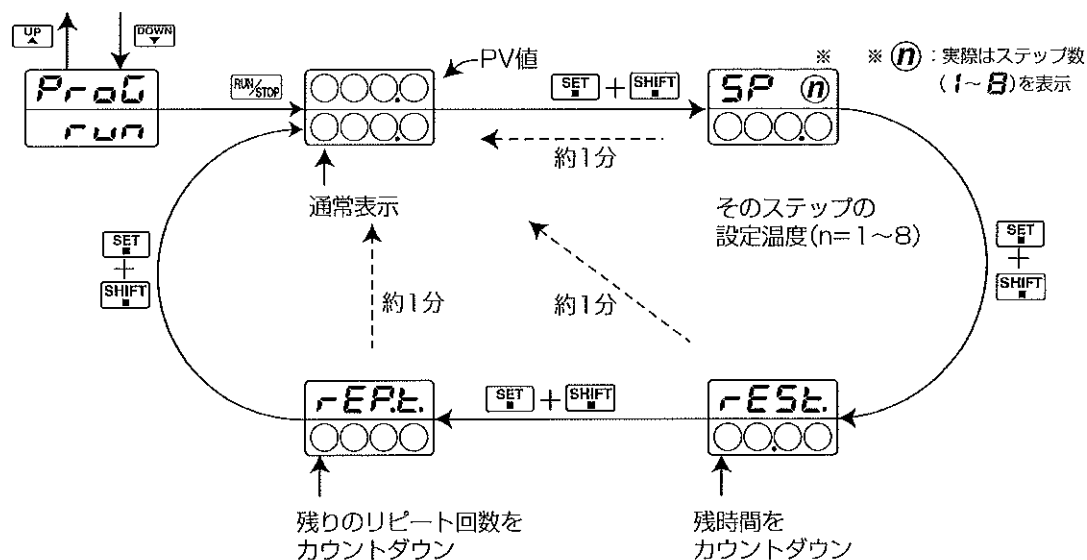 UP
DOWN
ProG
run
RUN/STOP
PV値
SET + SHIFT
SP n
※
※ n : 実際はステップ数
(1~8)を表示
約1分
通常表示
そのステップの
設定温度(n=1~8)
SET
+
SHIFT
SET
+
SHIFT
約1分
約1分
rEP.t.
SET + SHIFT
rESt.
残りのリピート回数を
カウントダウン
残時間を
カウントダウン